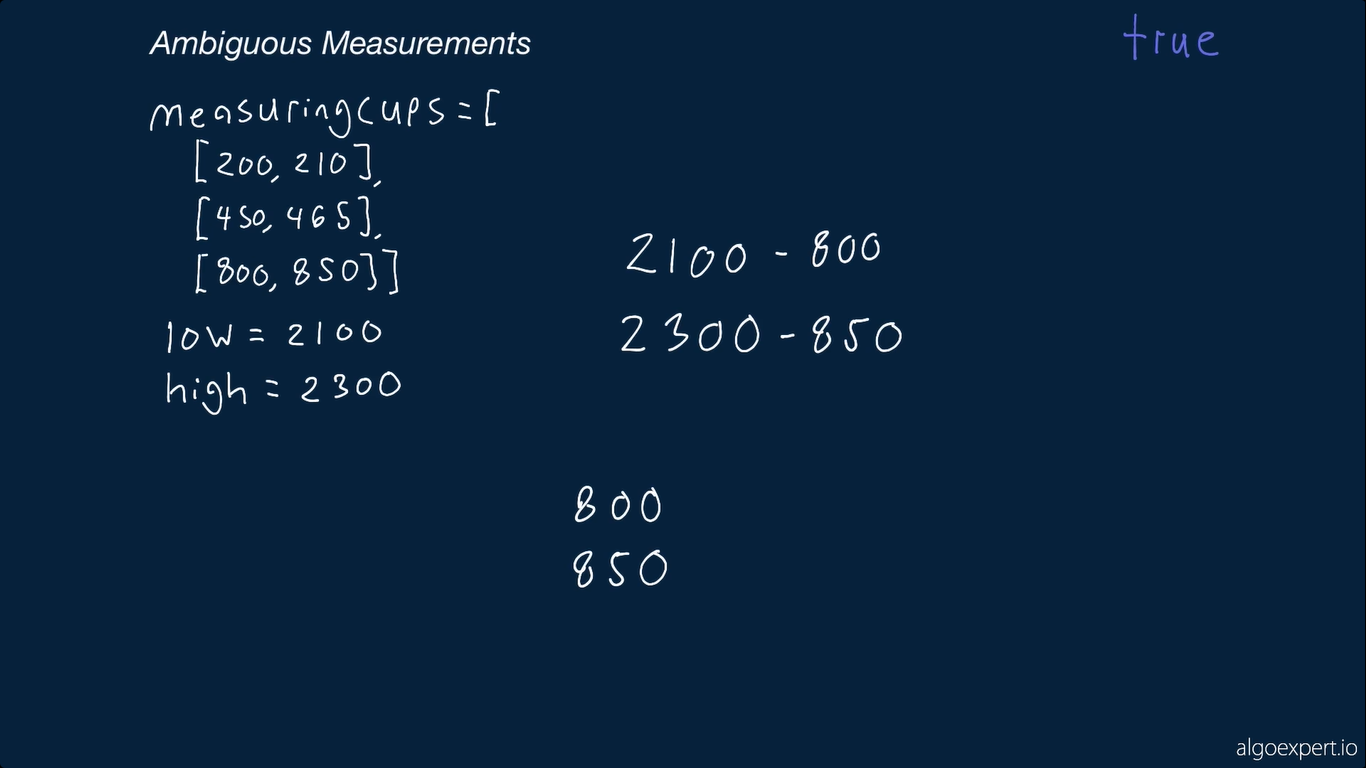 Ambiguous Measurements
true
measuringcups=[
[200, 210],
[450, 465],
[800, 850}]
low = 2100
high = 2300
2100 - 800
2300 - 850
800
850
algoexpert.io